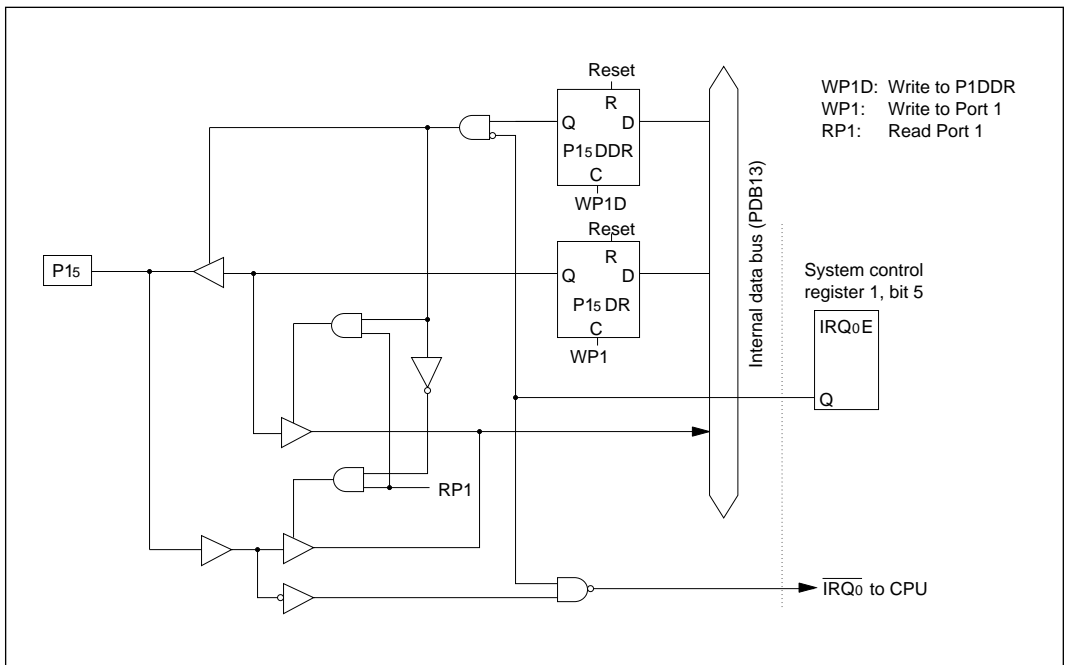 Reset
R
Q D
P15 DDR
C
WP1D
Reset
R
Q D
P15 DR
C
WP1
P15
RP1
Internal data bus (PDB13)
WP1D: Write to P1DDR
WP1: Write to Port 1
RP1: Read Port 1
System control
register 1, bit 5
IRQ0E
Q
IRQ0 to CPU